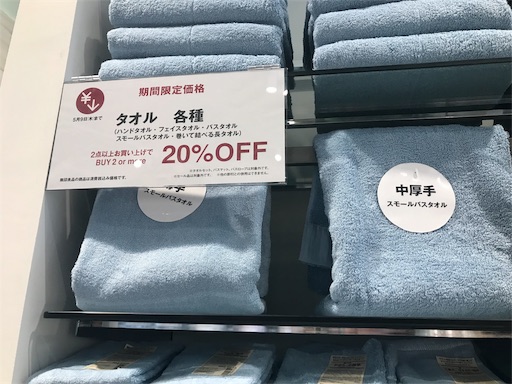 ¥
期間限定価格
5月9日(木)まで
タオル 各種
(ハンドタオル・フェイスタオル・バスタオル
スモールバスタオル・巻いて結べる長タオル)
2点以上お買い上げで
BUY 2 or more
20%OFF
スモールバスタオル
中厚手
スモールバスタオル